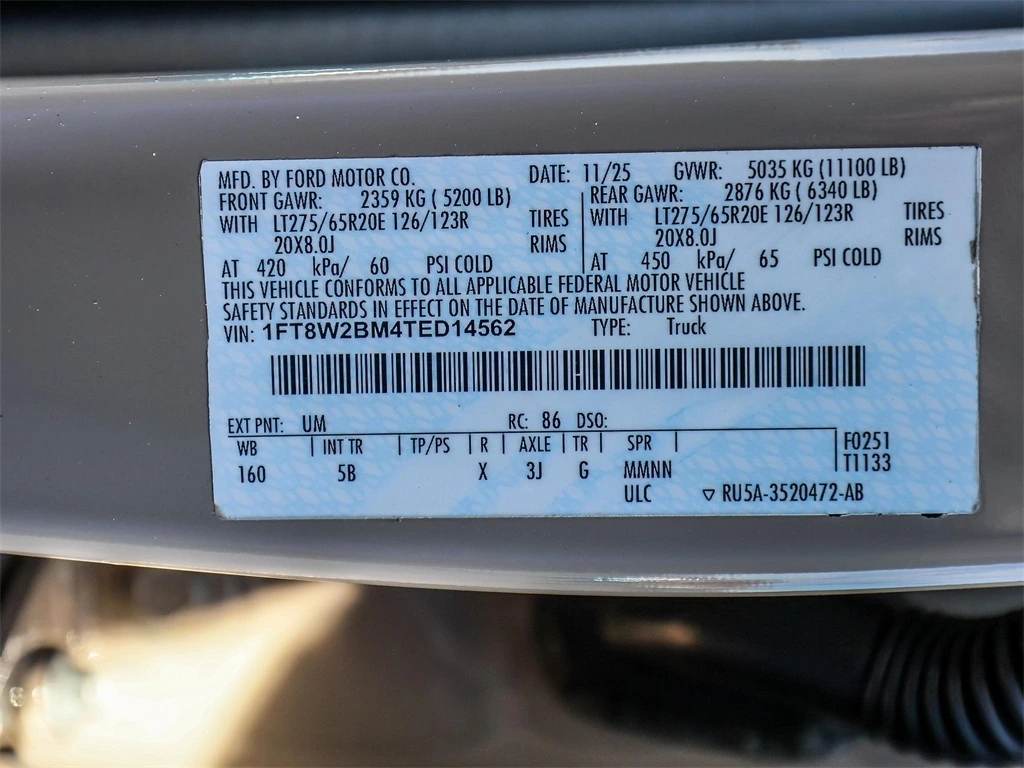 MFD. BY FORD MOTOR CO. DATE: 11/25 GVWR: 5035 KG (11100 LB)
FRONT GAWR: 2359 KG ( 5200 LB) REAR GAWR: 2876 KG ( 6340 LB)
WITH LT275/65R20E 126/123R TIRES WITH LT275/65R20E 126/123R TIRES
20X8.0J RIMS 20X8.0J RIMS
AT 420 kPa/ 60 PSI COLD AT 450 kPa/ 65 PSI COLD
THIS VEHICLE CONFORMS TO ALL APPLICABLE FEDERAL MOTOR VEHICLE
SAFETY STANDARDS IN EFFECT ON THE DATE OF MANUFACTURE SHOWN ABOVE.
VIN: 1FT8W2BM4TED14562 TYPE: Truck
EXT PNT: UM RC: 86 DSO:
WB INT TR TP/PS R AXLE TR SPR F0251
160 5B X 3J G MMNN T1133
ULC ▽ RU5A-3520472-AB